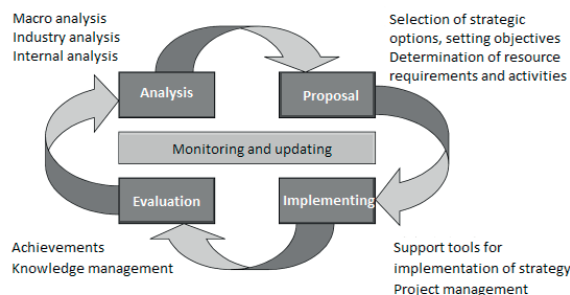 Macro analysis
Industry analysis
Internal analysis
Selection of strategic
options, setting objectives
Determination of resource
requirements and activities
Analysis
Proposal
Monitoring and updating
Evaluation
Implementing
Achievements
Knowledge management
Support tools for
implementation of strategy
Project management